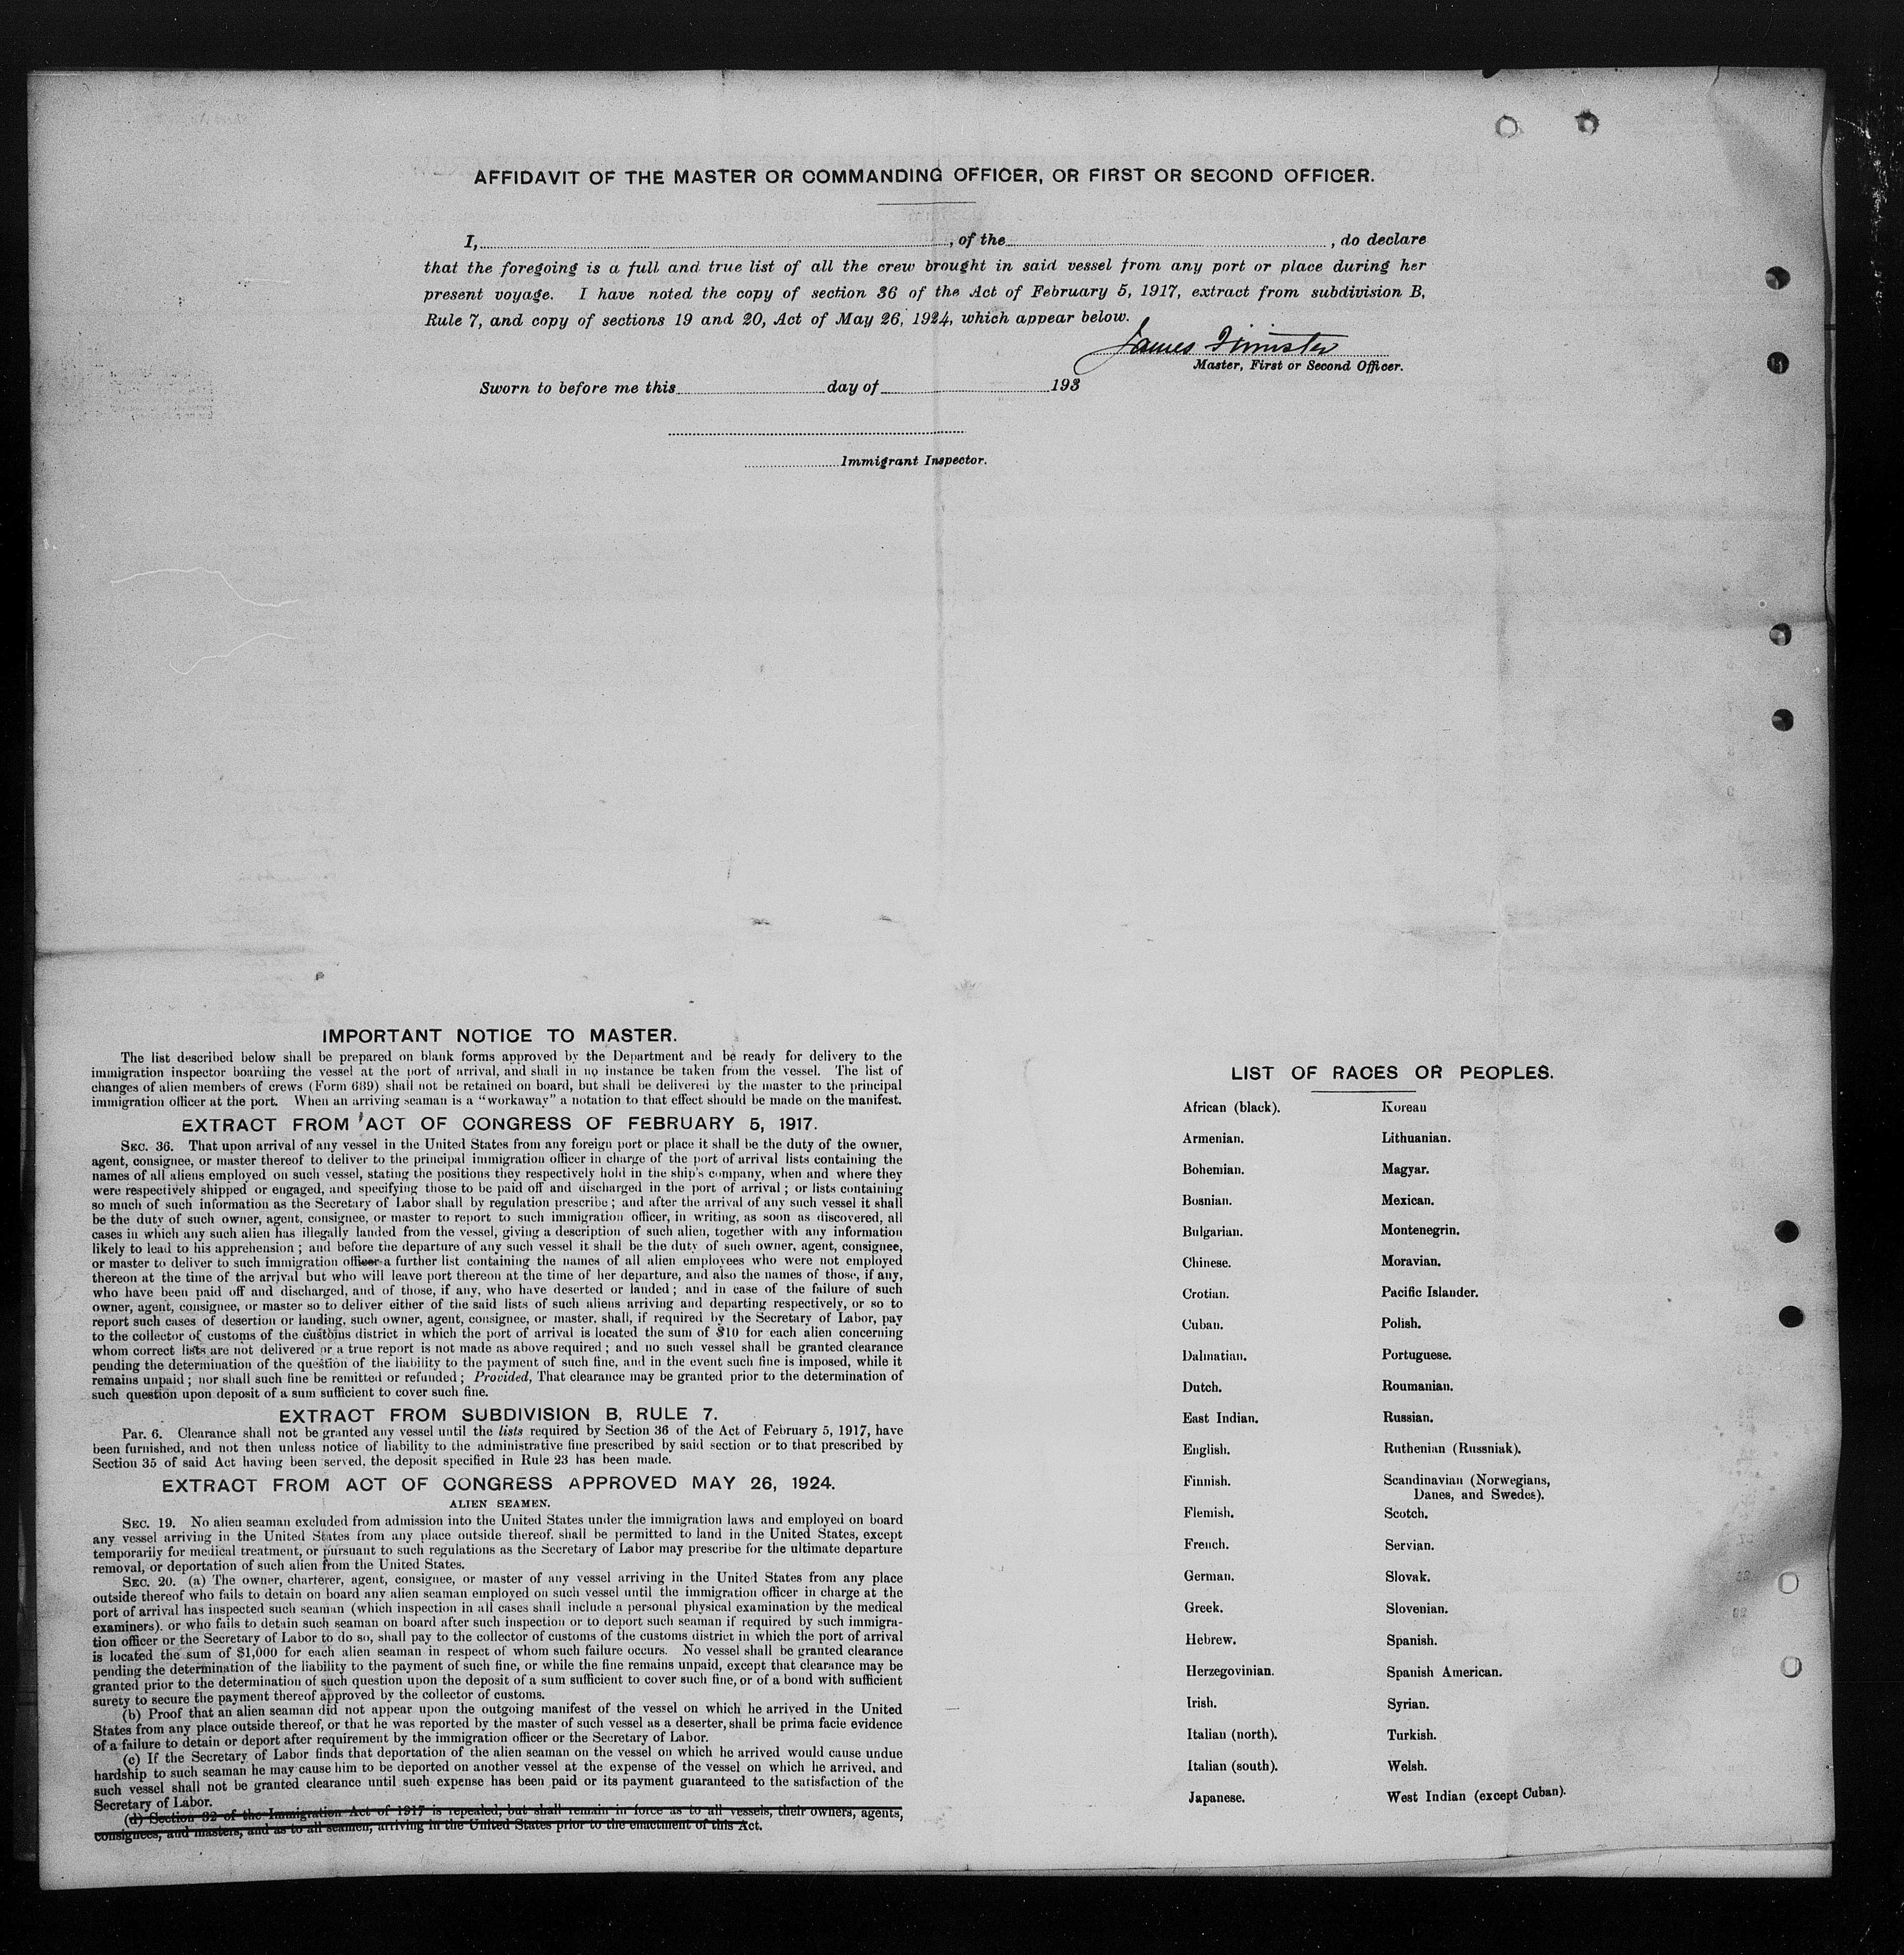 AFFIDAVIT OF THE MASTER OR COMMANDING OFFICER, OR FIRST OR SECOND OFFICER.
I, , of the , do declare
that the foregoing is a full and true list of all the crew brought in said vessel from any port or place during her
present voyage. I have noted the copy of section 36 of the Act of February 5, 1917, extract from subdivision B,
Rule 7, and copy of sections 19 and 20, Act of May 26, 1924, which appear below.
James
Master, First or Second Officer.
Sworn to before me this day of 193
Immigrant Inspector.
IMPORTANT NOTICE TO MASTER.
The list described below shall be prepared on blank forms approved by the Department and be ready for delivery to the
immigration inspector boarding the vessel at the port of arrival, and shall in no instance be taken from the vessel. The list of
changes of alien members of crews (Form 689) shall not be retained on board, but shall be delivered by the master to the principal
immigration officer at the port. When an arriving seaman is a "workaway" a notation to that effect should be made on the manifest.
EXTRACT FROM ACT OF CONGRESS OF FEBRUARY 5, 1917.
SEC. 36. That upon arrival of any vessel in the United States from any foreign port or place it shall be the duty of the owner,
agent, consignee, or master thereof to deliver to the principal immigration officer in charge of the port of arrival lists containing the
names of all aliens employed on such vessel, stating the positions they respectively hold in the ship's company, when and where they
were respectively shipped or engaged, and specifying those to be paid off and discharged in the port of arrival; or lists containing
so much of such information as the Secretary of Labor shall by regulation prescribe; and after the arrival of any such vessel it shall
be the duty of such owner, agent, consignee, or master to report to such immigration officer, in writing, as soon as discovered, all
cases in which any such alien has illegally landed from the vessel, giving a description of such alien, together with any information
likely to lead to his apprehension; and before the departure of any such vessel it shall be the duty of such owner, agent, consignee,
or master to deliver to such immigration officer a further list containing the names of all alien employees who were not employed
thereon at the time of the arrival but who will leave port thereon at the time of her departure, and also the names of those, if any,
who have been paid off and discharged, and of those, if any, who have deserted or landed; and in case of the failure of such
owner, agent, consignee, or master so to deliver either of the said lists of such aliens arriving and departing respectively, or so to
report such cases of desertion or landing, such owner, agent, consignee, or master, shall, if required by the Secretary of Labor, pay
to the collector of customs of the customs district in which the port of arrival is located the sum of $10 for each alien concerning
whom correct lists are not delivered or a true report is not made as above required; and no such vessel shall be granted clearance
pending the determination of the question of the liability to the payment of such fine, and in the event such fine is imposed, while it
remains unpaid; nor shall such fine be remitted or refunded; Provided, That clearance may be granted prior to the determination of
such question upon deposit of a sum sufficient to cover such fine.
EXTRACT FROM SUBDIVISION B, RULE 7.
Par. 6. Clearance shall not be granted any vessel until the lists required by Section 36 of the Act of February 5, 1917, have
been furnished, and not then unless notice of liability to the administrative fine prescribed by said section or to that prescribed by
Section 35 of said Act having been served, the deposit specified in Rule 23 has been made.
EXTRACT FROM ACT OF CONGRESS APPROVED MAY 26, 1924.
ALIEN SEAMEN.
SEC. 19. No alien seaman excluded from admission into the United States under the immigration laws and employed on board
any vessel arriving in the United States from any place outside thereof, shall be permitted to land in the United States, except
temporarily for medical treatment, or pursuant to such regulations as the Secretary of Labor may prescribe for the ultimate departure
removal, or deportation of such alien from the United States.
SEC. 20. (a) The owner, charterer, agent, consignee, or master of any vessel arriving in the United States from any place
outside thereof who fails to detain on board any alien seaman employed on such vessel until the immigration officer in charge at the
port of arrival has inspected such seaman (which inspection in all cases shall include a personal physical examination by the medical
examiners). or who fails to detain such seaman on board after such inspection or to deport such seaman if required by such immigra-
tion officer or the Secretary of Labor to do so, shall pay to the collector of customs of the customs district in which the port of arrival
is located the sum of $1,000 for each alien seaman in respect of whom such failure occurs. No vessel shall be granted clearance
pending the determination of the liability to the payment of such fine, or while the fine remains unpaid, except that clearance may be
granted prior to the determination of such question upon the deposit of a sum sufficient to cover such fine, or of a bond with sufficient
surety to secure the payment thereof approved by the collector of customs.
(b) Proof that an alien seaman did not appear upon the outgoing manifest of the vessel on which he arrived in the United
States from any place outside thereof, or that he was reported by the master of such vessel as a deserter, shall be prima facie evidence
of a failure to detain or deport after requirement by the immigration officer or the Secretary of Labor.
(c) If the Secretary of Labor finds that deportation of the alien seaman on the vessel on which he arrived would cause undue
hardship to such seaman he may cause him to be deported on another vessel at the expense of the vessel on which he arrived, and
such vessel shall not be granted clearance until such expense has been paid or its payment guaranteed to the satisfaction of the
Secretary of Labor.
(d) Section 32 of the Immigration Act of 1917 is repealed, but shall remain in force as to all vessels, their owners, agents,
consignees, and masters, and as to all seamen, arriving in the United States prior to the enactment of this Act.
LIST OF RACES OR PEOPLES.
African (black). Korean
Armenian. Lithuanian.
Bohemian. Magyar.
Bosnian. Mexican.
Bulgarian. Montenegrin.
Chinese. Moravian.
Crotian. Pacific Islander.
Cuban. Polish.
Dalmatian. Portuguese.
Dutch. Roumanian.
East Indian. Russian.
English. Ruthenian (Russniak).
Finnish. Scandinavian (Norwegians,
Danes, and Swedes).
Flemish. Scotch.
French. Servian.
German. Slovak.
Greek. Slovenian.
Hebrew. Spanish.
Herzegovinian. Spanish American.
Irish. Syrian.
Italian (north). Turkish.
Italian (south). Welsh.
Japanese. West Indian (except Cuban).